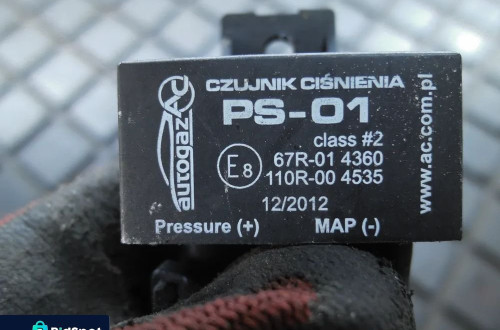 AC
autogaz
CZUJNIK CIŚNIENIA
PS-01
class #2
E8
67R-01 4360
110R-00 4535
12/2012
Pressure (+) MAP (-)
www.ac.com.pl
BidSpot